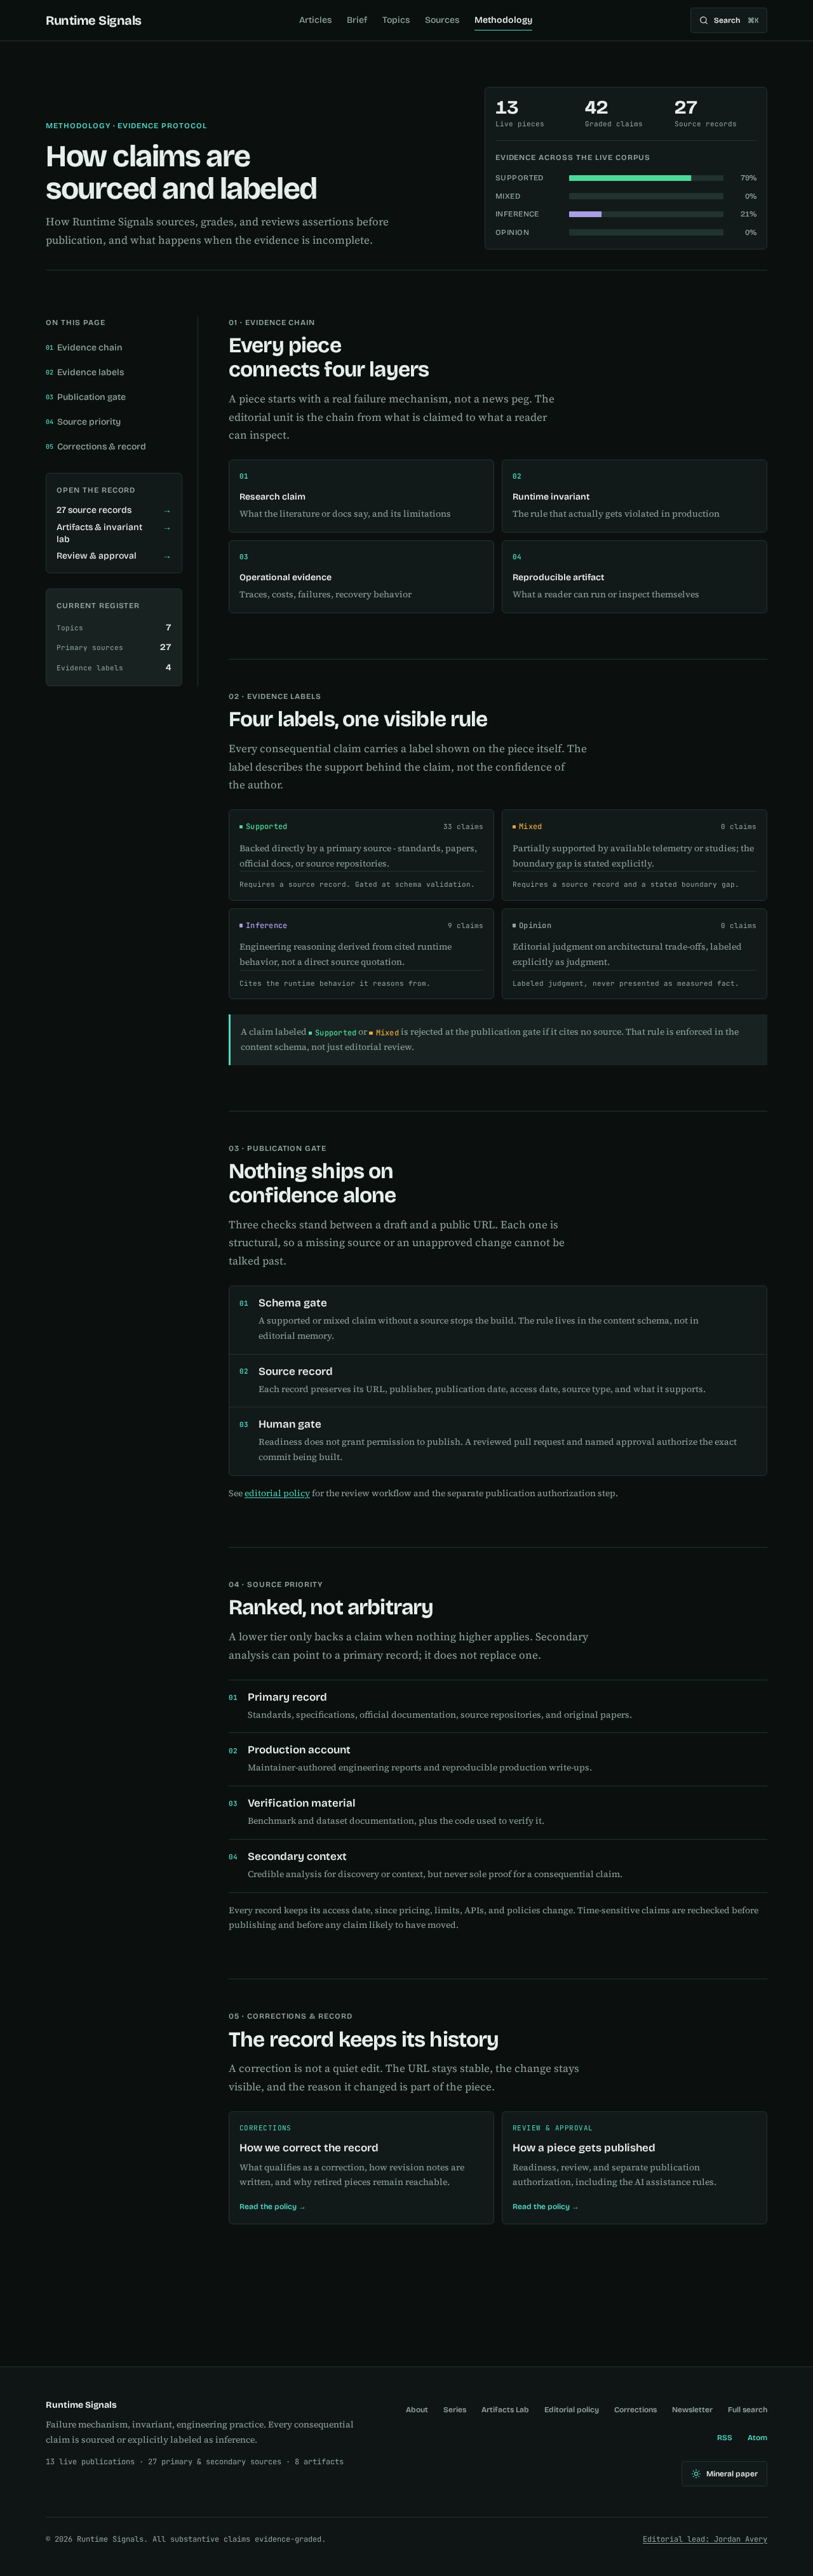 Runtime Signals
Articles Brief Topics Sources Methodology
Search ⌘K
METHODOLOGY · EVIDENCE PROTOCOL
How claims are
sourced and labeled
How Runtime Signals sources, grades, and reviews assertions before
publication, and what happens when the evidence is incomplete.
13 42 27
Live pieces Graded claims Source records
EVIDENCE ACROSS THE LIVE CORPUS
SUPPORTED 79%
MIXED 0%
INFERENCE 21%
OPINION 0%
ON THIS PAGE
01 Evidence chain
02 Evidence labels
03 Publication gate
04 Source priority
05 Corrections & record
OPEN THE RECORD
27 source records →
Artifacts & invariant →
lab
Review & approval →
CURRENT REGISTER
Topics 7
Primary sources 27
Evidence labels 4
01 · EVIDENCE CHAIN
Every piece
connects four layers
A piece starts with a real failure mechanism, not a news peg. The
editorial unit is the chain from what is claimed to what a reader
can inspect.
01
Research claim
What the literature or docs say, and its limitations
02
Runtime invariant
The rule that actually gets violated in production
03
Operational evidence
Traces, costs, failures, recovery behavior
04
Reproducible artifact
What a reader can run or inspect themselves
02 · EVIDENCE LABELS
Four labels, one visible rule
Every consequential claim carries a label shown on the piece itself. The
label describes the support behind the claim, not the confidence of
the author.
Supported 33 claims
Backed directly by a primary source - standards, papers,
official docs, or source repositories.
Requires a source record. Gated at schema validation.
Mixed 0 claims
Partially supported by available telemetry or studies; the
boundary gap is stated explicitly.
Requires a source record and a stated boundary gap.
Inference 9 claims
Engineering reasoning derived from cited runtime
behavior, not a direct source quotation.
Cites the runtime behavior it reasons from.
Opinion 0 claims
Editorial judgment on architectural trade-offs, labeled
explicitly as judgment.
Labeled judgment, never presented as measured fact.
A claim labeled Supported or Mixed is rejected at the publication gate if it cites no source. That rule is enforced in the
content schema, not just editorial review.
03 · PUBLICATION GATE
Nothing ships on
confidence alone
Three checks stand between a draft and a public URL. Each one is
structural, so a missing source or an unapproved change cannot be
talked past.
01 Schema gate
A supported or mixed claim without a source stops the build. The rule lives in the content schema, not in
editorial memory.
02 Source record
Each record preserves its URL, publisher, publication date, access date, source type, and what it supports.
03 Human gate
Readiness does not grant permission to publish. A reviewed pull request and named approval authorize the exact
commit being built.
See editorial policy for the review workflow and the separate publication authorization step.
04 · SOURCE PRIORITY
Ranked, not arbitrary
A lower tier only backs a claim when nothing higher applies. Secondary
analysis can point to a primary record; it does not replace one.
01 Primary record
Standards, specifications, official documentation, source repositories, and original papers.
02 Production account
Maintainer-authored engineering reports and reproducible production write-ups.
03 Verification material
Benchmark and dataset documentation, plus the code used to verify it.
04 Secondary context
Credible analysis for discovery or context, but never sole proof for a consequential claim.
Every record keeps its access date, since pricing, limits, APIs, and policies change. Time-sensitive claims are rechecked before
publishing and before any claim likely to have moved.
05 · CORRECTIONS & RECORD
The record keeps its history
A correction is not a quiet edit. The URL stays stable, the change stays
visible, and the reason it changed is part of the piece.
CORRECTIONS
How we correct the record
What qualifies as a correction, how revision notes are
written, and why retired pieces remain reachable.
Read the policy →
REVIEW & APPROVAL
How a piece gets published
Readiness, review, and separate publication
authorization, including the AI assistance rules.
Read the policy →
Runtime Signals
Failure mechanism, invariant, engineering practice. Every consequential
claim is sourced or explicitly labeled as inference.
13 live publications · 27 primary & secondary sources · 8 artifacts
About Series Artifacts Lab Editorial policy Corrections Newsletter Full search
RSS Atom
Mineral paper
© 2026 Runtime Signals. All substantive claims evidence-graded.
Editorial lead: Jordan Avery